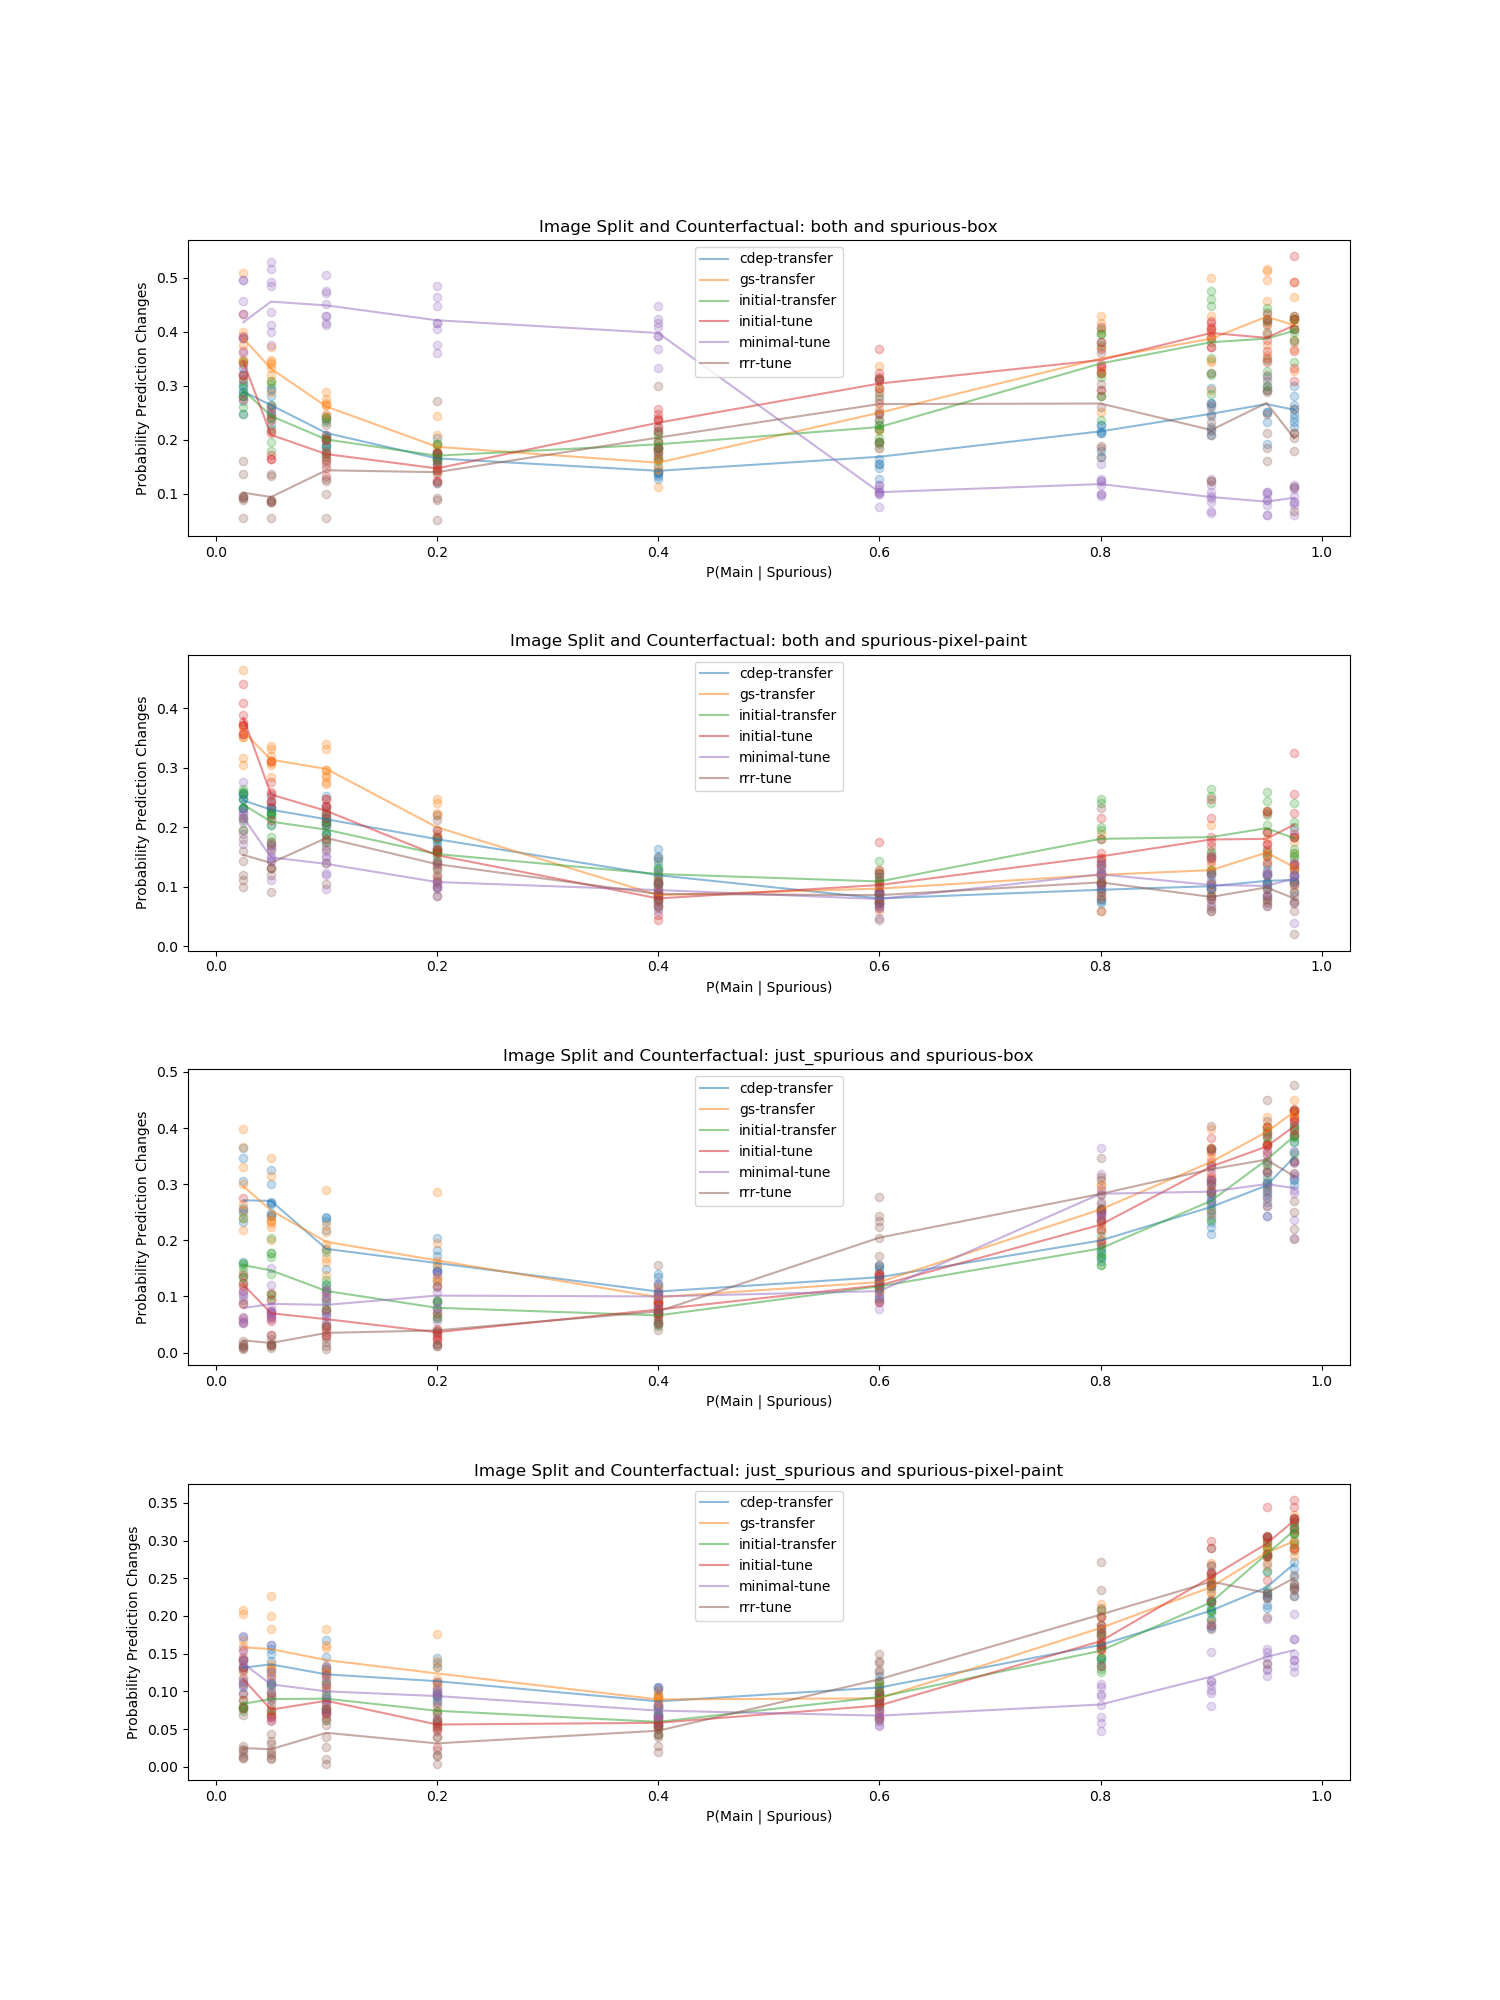 Image Split and Counterfactual: both and spurious-box
Probability Prediction Changes
0.5
0.4
0.3
0.2
0.1
cdep-transfer
gs-transfer
initial-transfer
initial-tune
minimal-tune
rrr-tune
0.0 0.2 0.4 0.6 0.8 1.0
P(Main | Spurious)
Image Split and Counterfactual: both and spurious-pixel-paint
Probability Prediction Changes
0.4
0.3
0.2
0.1
0.0
cdep-transfer
gs-transfer
initial-transfer
initial-tune
minimal-tune
rrr-tune
0.0 0.2 0.4 0.6 0.8 1.0
P(Main | Spurious)
Image Split and Counterfactual: just_spurious and spurious-box
Probability Prediction Changes
0.5
0.4
0.3
0.2
0.1
0.0
cdep-transfer
gs-transfer
initial-transfer
initial-tune
minimal-tune
rrr-tune
0.0 0.2 0.4 0.6 0.8 1.0
P(Main | Spurious)
Image Split and Counterfactual: just_spurious and spurious-pixel-paint
Probability Prediction Changes
0.35
0.30
0.25
0.20
0.15
0.10
0.05
0.00
cdep-transfer
gs-transfer
initial-transfer
initial-tune
minimal-tune
rrr-tune
0.0 0.2 0.4 0.6 0.8 1.0
P(Main | Spurious)